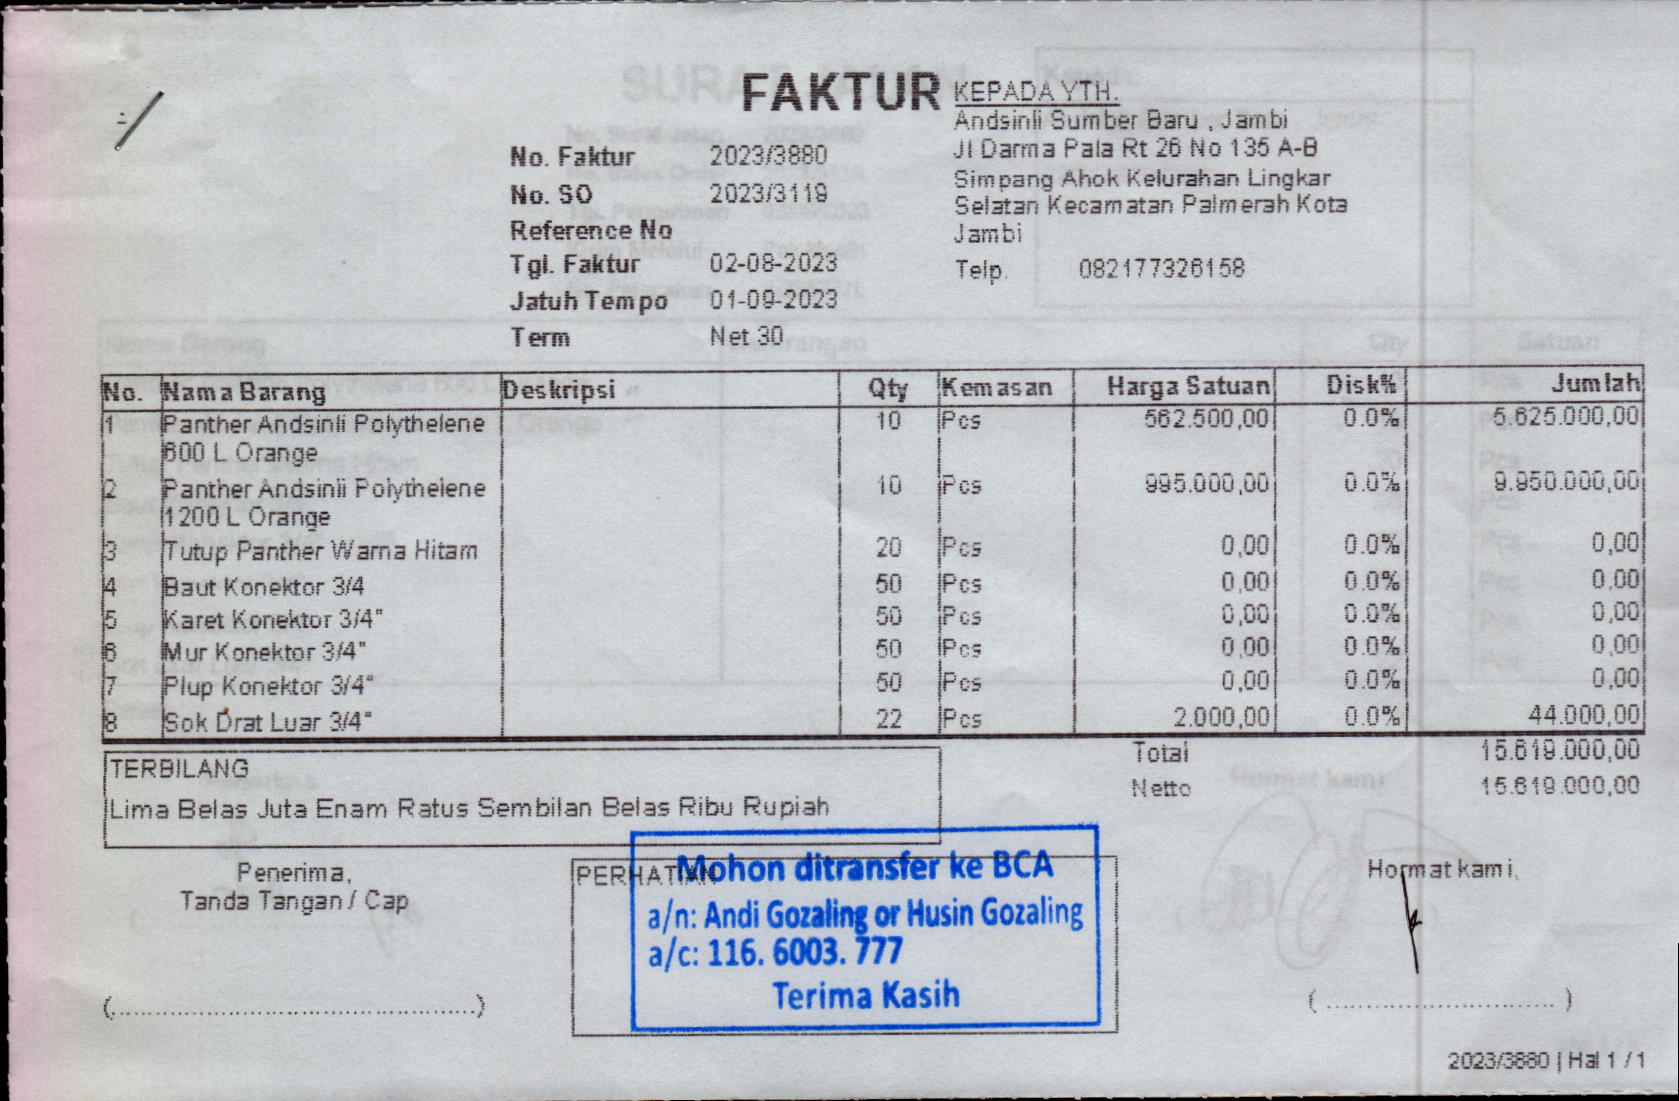 FAKTUR
No. Faktur 2023/3880
No. SO 2023/3119
Reference No
Tgl. Faktur 02-08-2023
Jatuh Tempo 01-09-2023
Term Net 30
KEPADA YTH.
Andsinli Sumber Baru , Jambi
Jl Darma Pala Rt 26 No 135 A-B
Simpang Ahok Kelurahan Lingkar
Selatan Kecamatan Palmerah Kota
Jambi
Telp. 082177326158
No. Nama Barang Deskripsi Qty Kemasan Harga Satuan Disk% Jumlah
1 Panther Andsinli Polythelene 10 Pcs 562.500,00 0.0% 5.625.000,00
600 L Orange
2 Panther Andsinli Polythelene 10 Pcs 995.000,00 0.0% 9.950.000,00
1200 L Orange
3 Tutup Panther Warna Hitam 20 Pcs 0,00 0.0% 0,00
4 Baut Konektor 3/4 50 Pcs 0,00 0.0% 0,00
5 Karet Konektor 3/4" 50 Pcs 0,00 0.0% 0,00
6 Mur Konektor 3/4" 50 Pcs 0,00 0.0% 0,00
7 Plup Konektor 3/4" 50 Pcs 0,00 0.0% 0,00
8 Sok Drat Luar 3/4" 22 Pcs 2.000,00 0.0% 44.000,00
Total 15.619.000,00
Netto 15.619.000,00
TERBILANG
Lima Belas Juta Enam Ratus Sembilan Belas Ribu Rupiah
Penerima,
Tanda Tangan / Cap
(.............................................)
PERHATIAN
Mohon ditransfer ke BCA
a/n: Andi Gozaling or Husin Gozaling
a/c: 116. 6003. 777
Terima Kasih
Hormat kami,
( ............................ )
2023/3880 | Hal 1 / 1